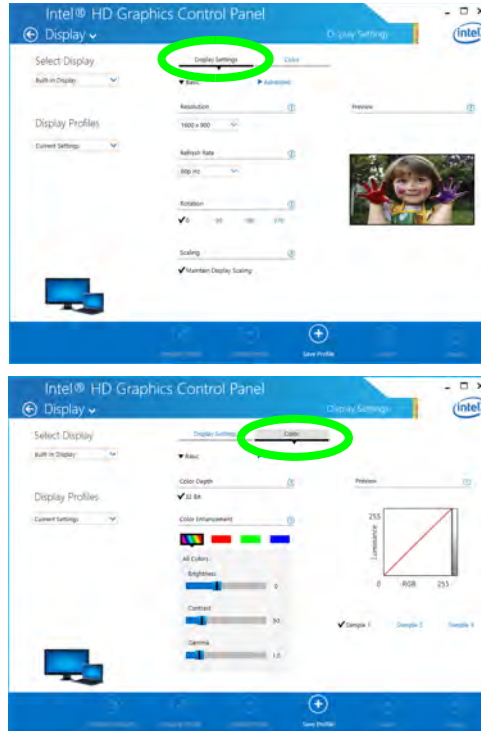 Intel® HD Graphics Control Panel
Display
Display Settings
intel
Select Display
Display Settings
Color
Built-in Display
Basic
Advanced
Resolution
Preview
1600 x 900
Display Profiles
Current Settings
Refresh Rate
60p Hz
Rotation
0 90 180 270
Scaling
Maintain Display Scaling
Save Profile
Intel® HD Graphics Control Panel
Display
Display Settings
intel
Select Display
Display Settings
Color
Built-in Display
Basic
Color Depth
Preview
32 Bit
Display Profiles
Current Settings
Color Enhancement
255
Luminance
0 -RGB 255
All Colors
Brightness
0
Contrast
50
Sample 1 Sample 2 Sample 3
Gamma
1.0
Save Profile